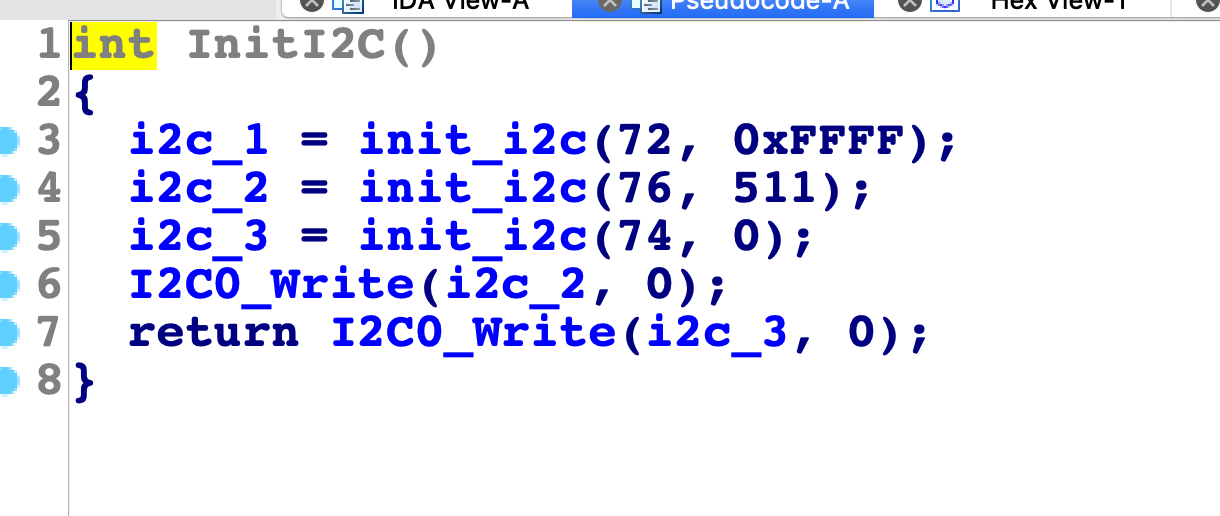 IDA View-A Pseudocode-A Hex View-1
1 int InitI2C()
2 {
3 i2c_1 = init_i2c(72, 0xFFFF);
4 i2c_2 = init_i2c(76, 511);
5 i2c_3 = init_i2c(74, 0);
6 I2C0_Write(i2c_2, 0);
7 return I2C0_Write(i2c_3, 0);
8 }